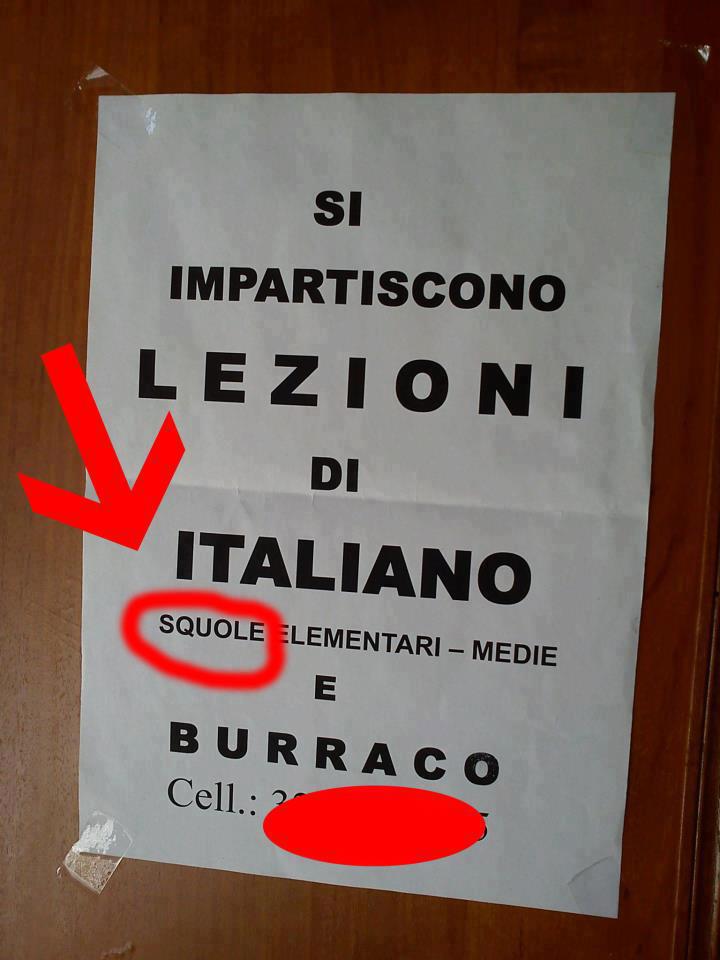 SI
IMPARTISCONO
LEZIONI
DI
ITALIANO
SQUOLE ELEMENTARI – MEDIE
E
BURRACO
Cell.: